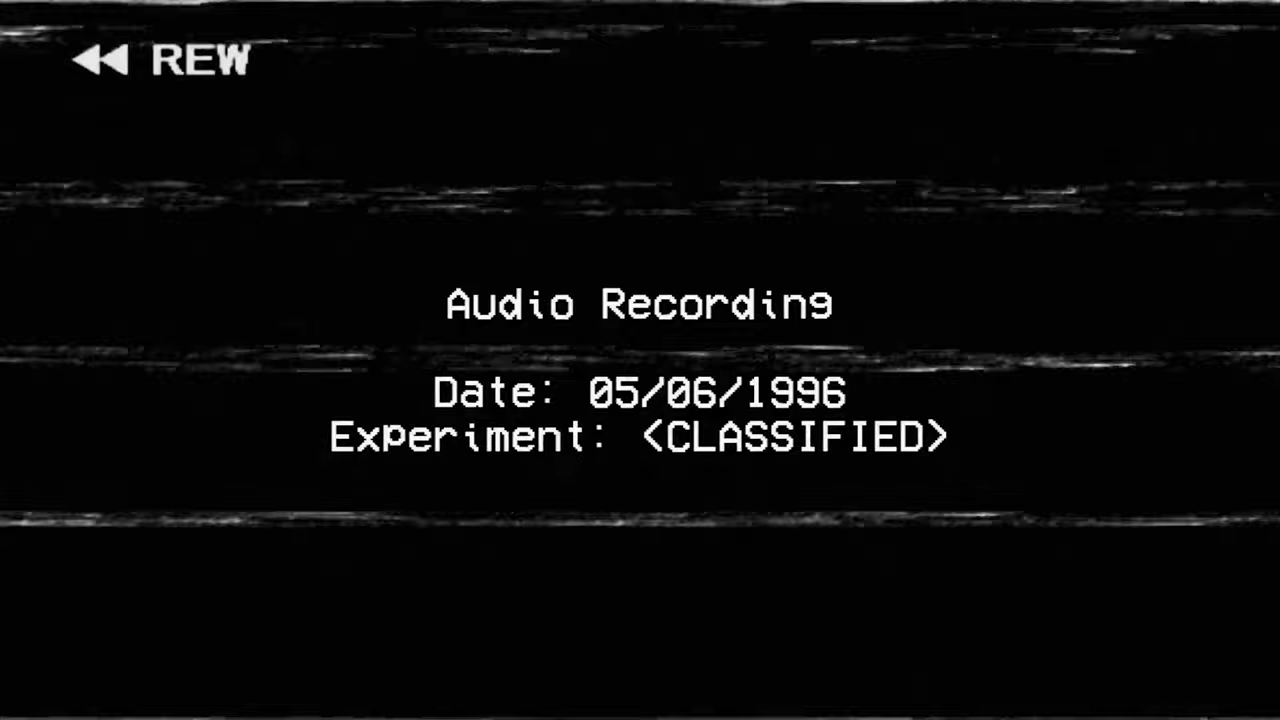 REW
Audio Recording
Date: 05/06/1996
Experiment: <CLASSIFIED>